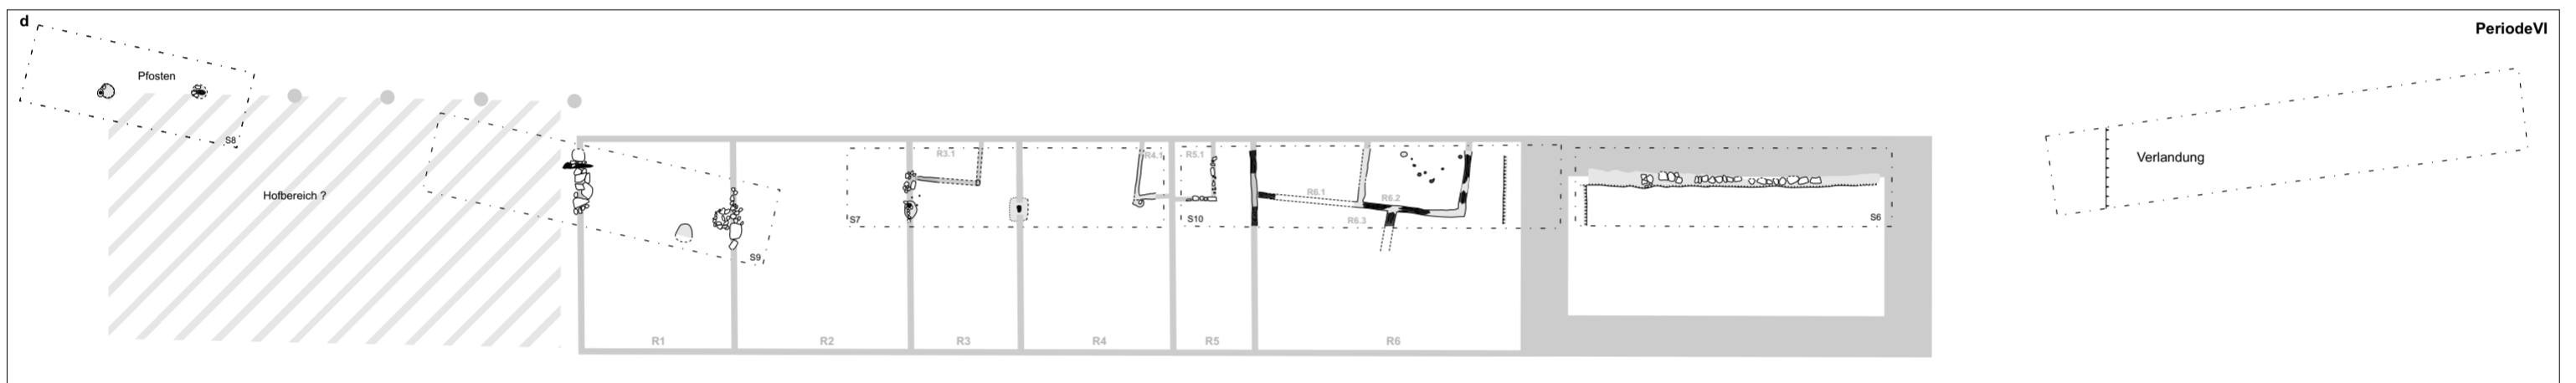 d
PeriodeVI
Pfosten
S8
Hofbereich ?
S9
S7
R3.1
R4.1
R5.1
S10
R6.1
R6.2
R6.3
S6
Verlandung
R1
R2
R3
R4
R5
R6